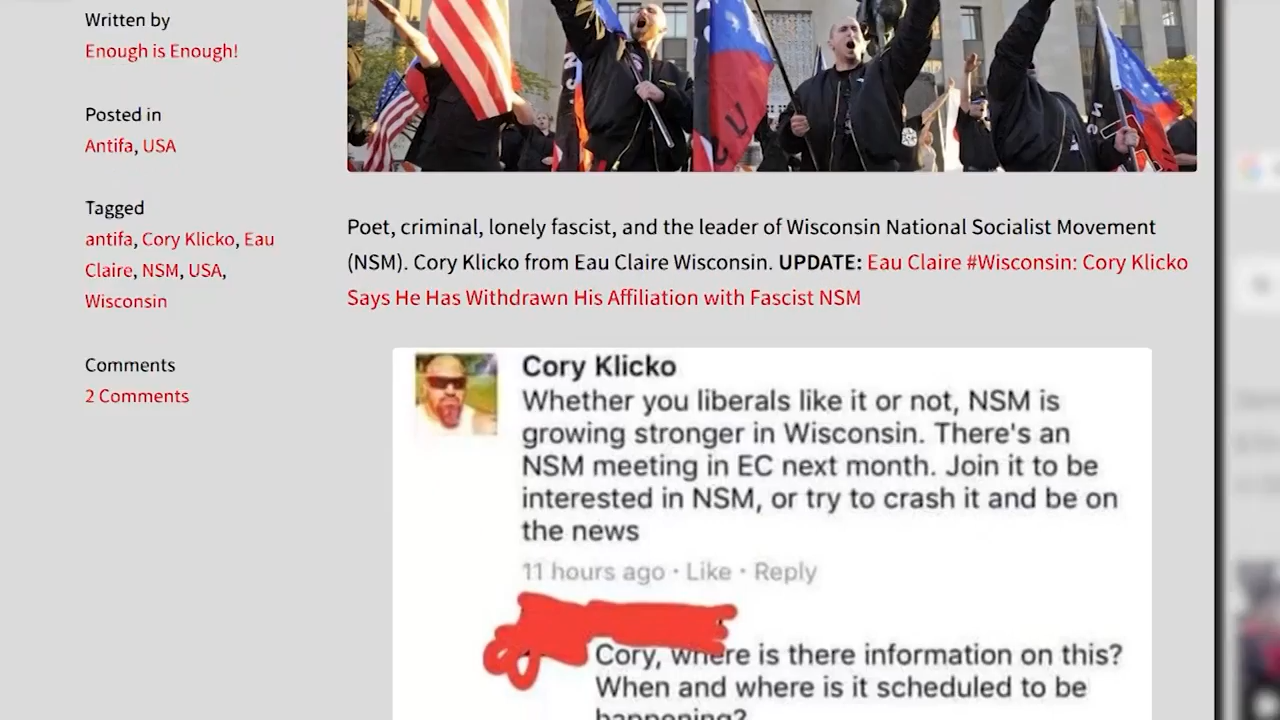 Written by
Enough is Enough!
Posted in
Antifa, USA
Tagged
antifa, Cory Klicko, Eau
Claire, NSM, USA,
Wisconsin
Comments
2 Comments
Poet, criminal, lonely fascist, and the leader of Wisconsin National Socialist Movement
(NSM). Cory Klicko from Eau Claire Wisconsin. UPDATE: Eau Claire #Wisconsin: Cory Klicko
Says He Has Withdrawn His Affiliation with Fascist NSM
Cory Klicko
Whether you liberals like it or not, NSM is
growing stronger in Wisconsin. There's an
NSM meeting in EC next month. Join it to be
interested in NSM, or try to crash it and be on
the news
11 hours ago · Like · Reply
Cory, where is there information on this?
When and where is it scheduled to be
happening?